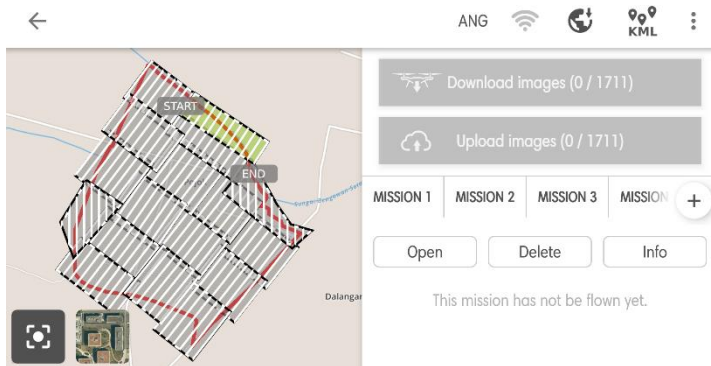 ANG
KML
Download images (0 / 1711)
START
Upload images (0 / 1711)
END
MISSION 1
MISSION 2
MISSION 3
MISSION
+
Open
Delete
Info
Dalangan
This mission has not be flown yet.